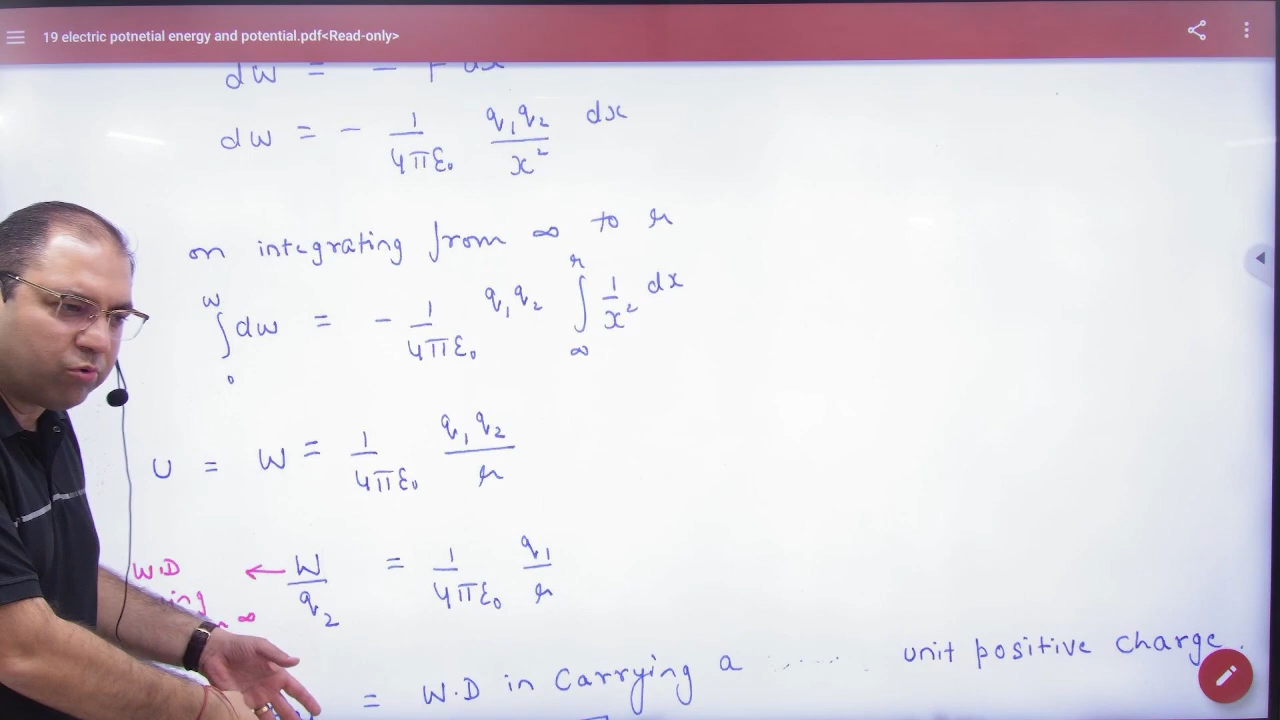 19 electric potnetial energy and potential.pdf<Read-only>
dw = -
dw = - 1/4πε₀ q₁q₂/x² dx
on integrating from ∞ to r
∫₀ʷ dw = - 1/4πε₀ q₁q₂ ∫∞ʳ 1/x² dx
U = W = 1/4πε₀ q₁q₂/r
W.D ← W/q₂ = 1/4πε₀ q₁/r
∞
= W.D in Carrying a ...... unit positive charge.